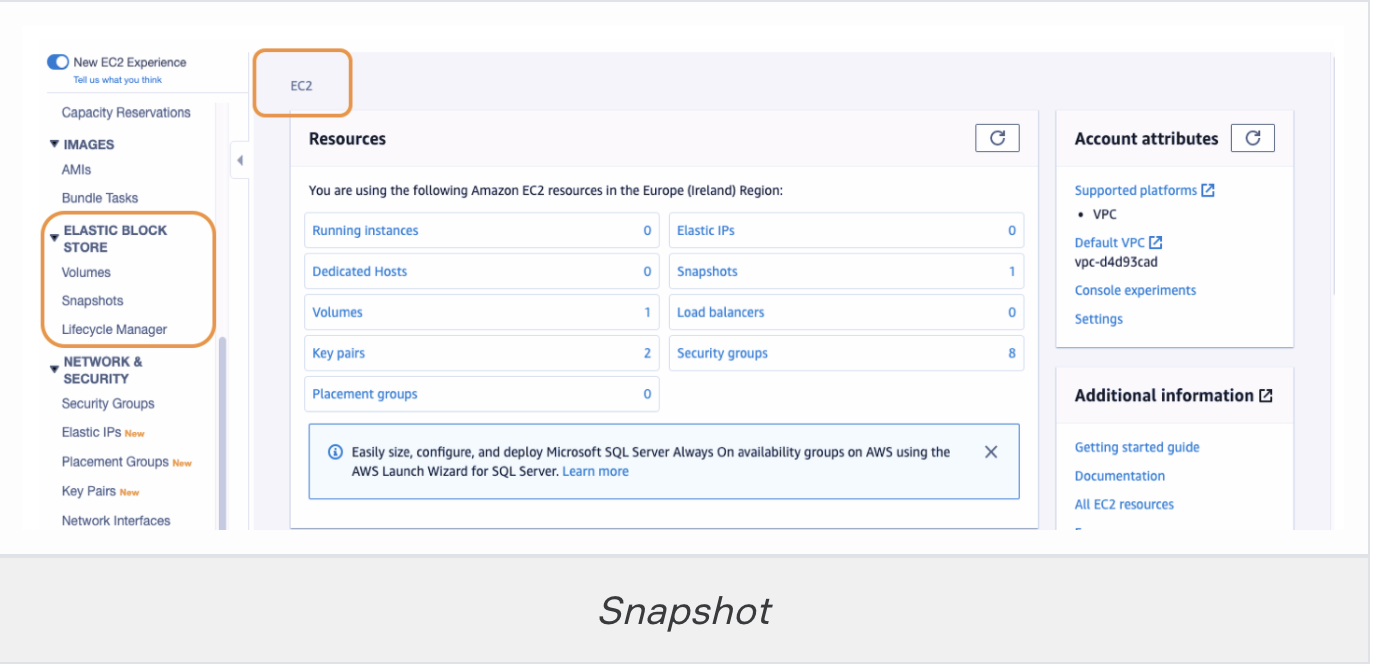 New EC2 Experience
Tell us what you think
Capacity Reservations
IMAGES
AMIs
Bundle Tasks
ELASTIC BLOCK
STORE
Volumes
Snapshots
Lifecycle Manager
NETWORK &
SECURITY
Security Groups
Elastic IPs New
Placement Groups New
Key Pairs New
Network Interfaces
EC2
Resources
You are using the following Amazon EC2 resources in the Europe (Ireland) Region:
Running instances 0
Elastic IPs 0
Dedicated Hosts 0
Snapshots 1
Volumes 1
Load balancers 0
Key pairs 2
Security groups 8
Placement groups 0
Easily size, configure, and deploy Microsoft SQL Server Always On availability groups on AWS using the
AWS Launch Wizard for SQL Server. Learn more
Account attributes
Supported platforms
• VPC
Default VPC
vpc-d4d93cad
Console experiments
Settings
Additional information
Getting started guide
Documentation
All EC2 resources
Snapshot